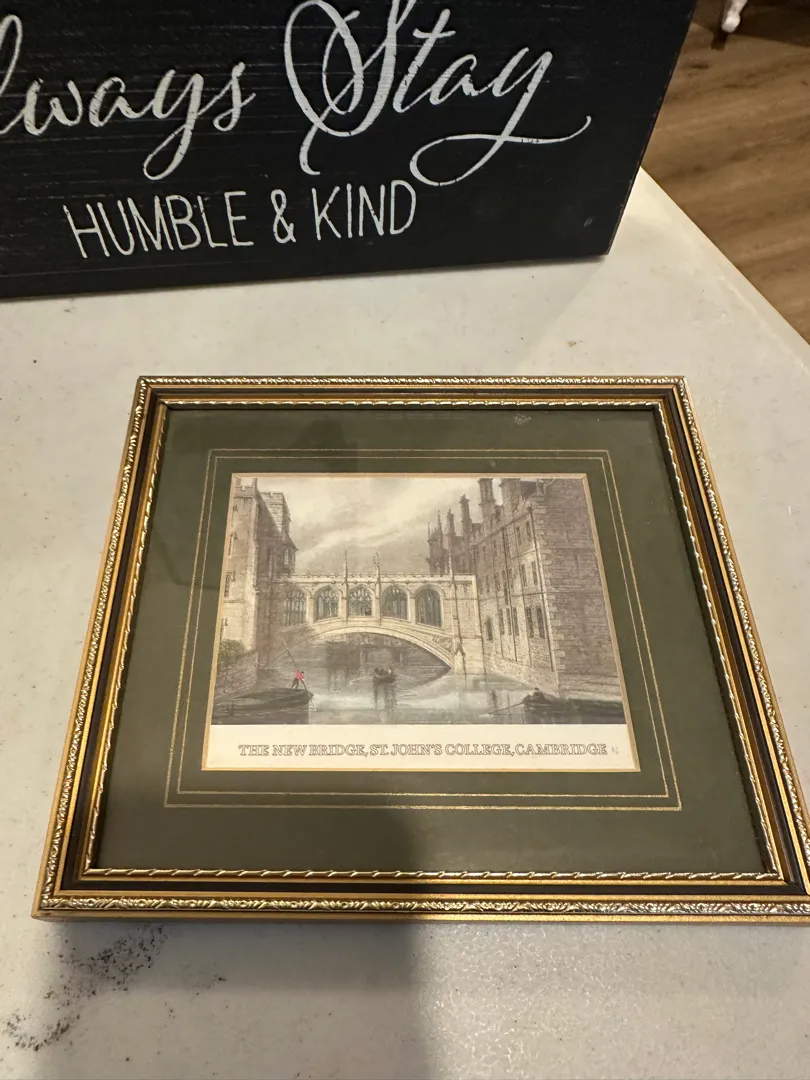 lways Stay
HUMBLE & KIND
THE NEW BRIDGE, ST. JOHN'S COLLEGE, CAMBRIDGE